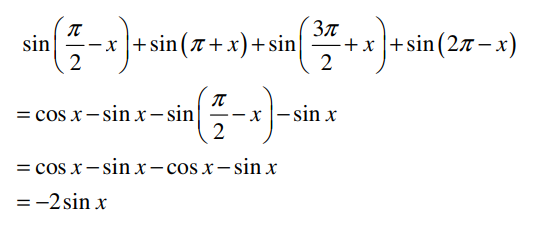 sin(π/2 − x) + sin(π + x) + sin(3π/2 + x) + sin(2π − x)
= cos x − sin x − sin(π/2 − x) − sin x
= cos x − sin x − cos x − sin x
= −2 sin x